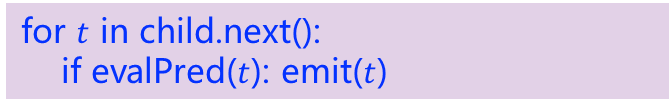 for t in child.next():
if evalPred(t): emit(t)